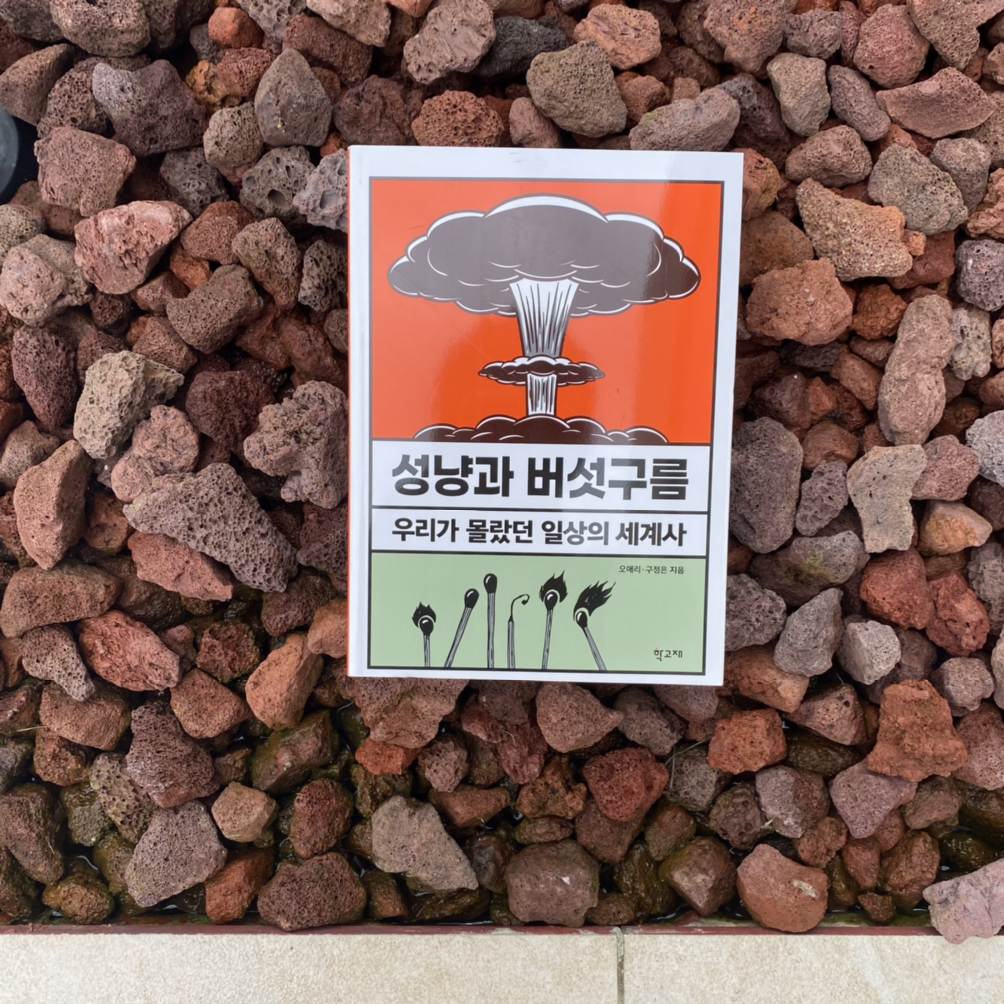 성냥과 버섯구름
우리가 몰랐던 일상의 세계사
오애리·구정은 지음
학고재